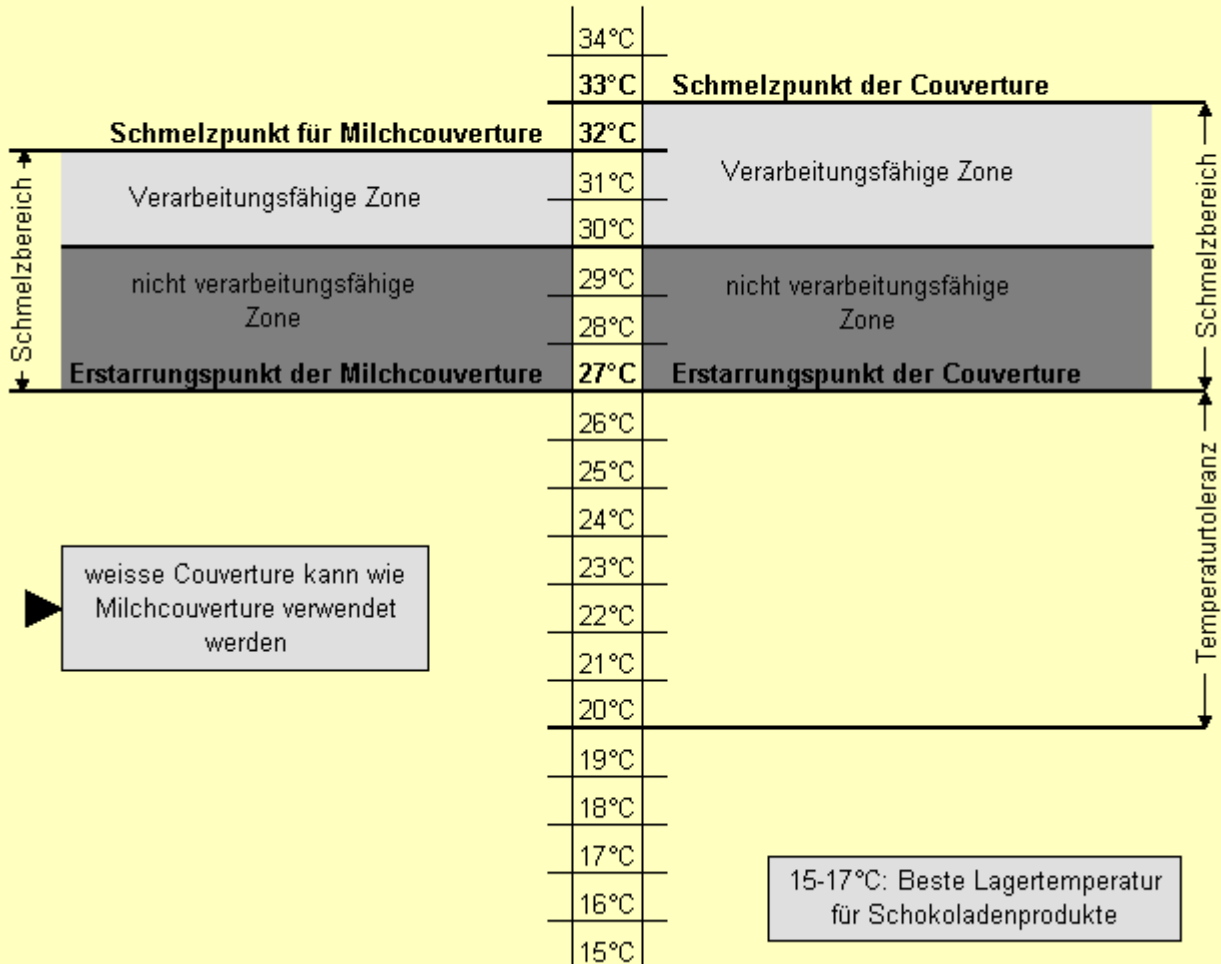 34°C
33°C Schmelzpunkt der Couverture
Schmelzpunkt für Milchcouverture 32°C
Verarbeitungsfähige Zone
31°C
Verarbeitungsfähige Zone
30°C
nicht verarbeitungsfähige
Zone
29°C
nicht verarbeitungsfähige
Zone
28°C
Erstarrungspunkt der Milchcouverture 27°C Erstarrungspunkt der Couverture
Schmelzbereich
Schmelzbereich
26°C
25°C
24°C
23°C
22°C
21°C
20°C
Temperaturtoleranz
weisse Couverture kann wie
Milchcouverture verwendet
werden
19°C
18°C
17°C
16°C
15°C
15-17°C: Beste Lagertemperatur
für Schokoladenprodukte